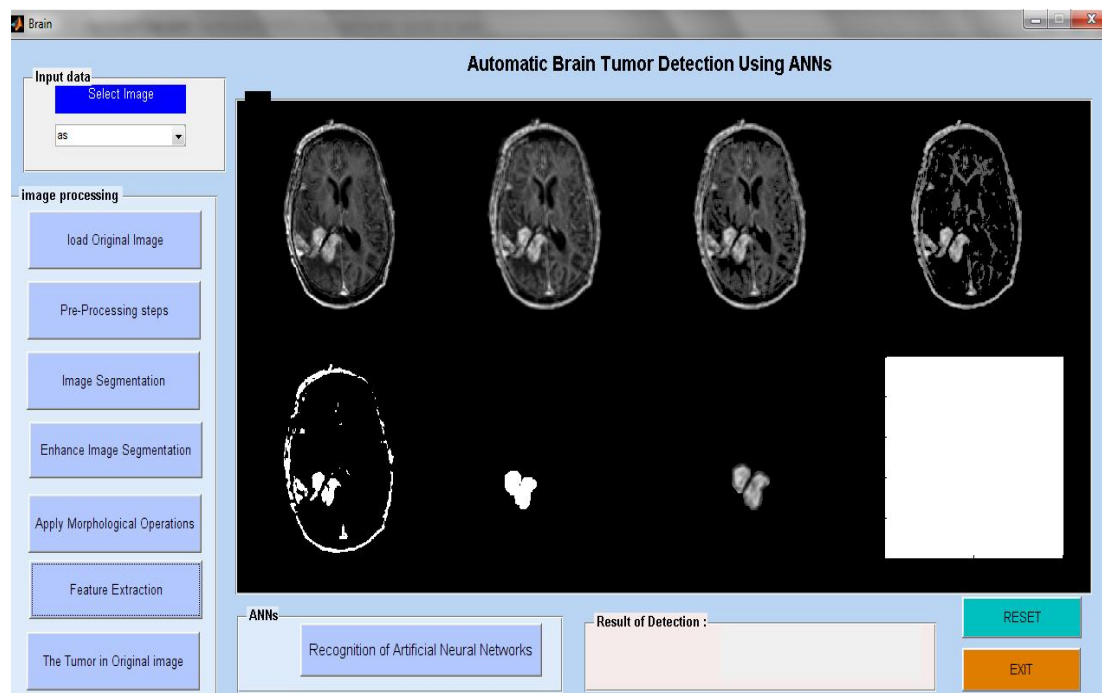 Brain
Automatic Brain Tumor Detection Using ANNs
Input data
Select Image
as
image processing
load Original Image
Pre-Processing steps
Image Segmentation
Enhance Image Segmentation
Apply Morphological Operations
Feature Extraction
The Tumor in Original image
ANNs
Recognition of Artificial Neural Networks
Result of Detection :
RESET
EXIT